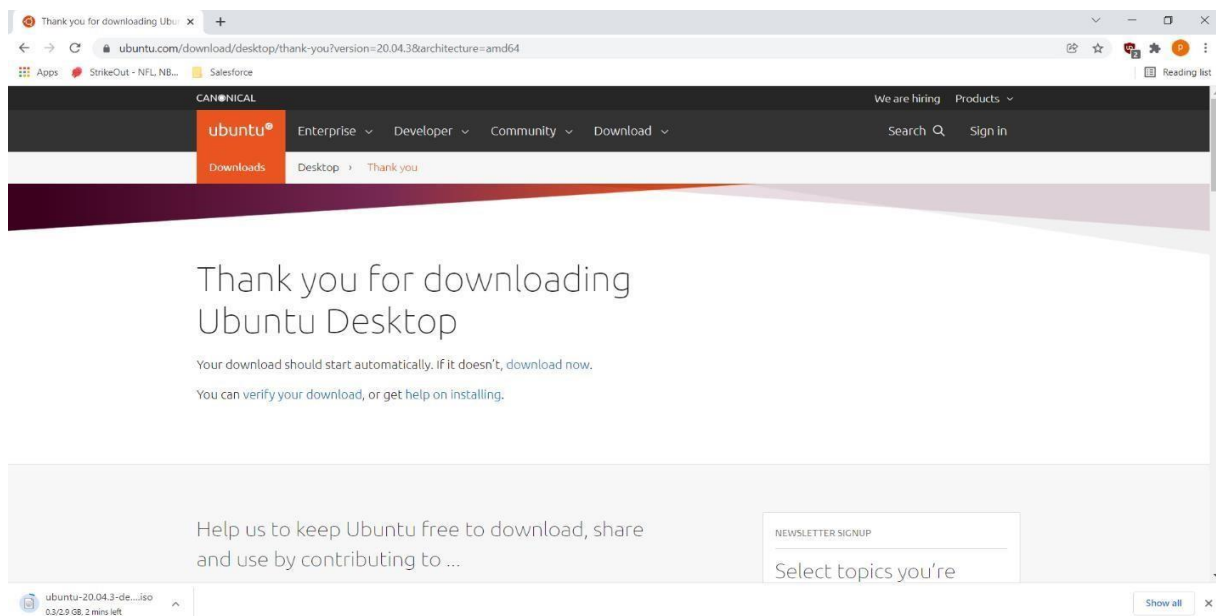 Thank you for downloading Ubu
ubuntu.com/download/desktop/thank-you?version=20.04.3&architecture=amd64
P
Apps StrikeOut - NFL, NB... Salesforce Reading list
CANONICAL We are hiring Products
ubuntu® Enterprise Developer Community Download Search Sign in
Downloads Desktop › Thank you
Thank you for downloading
Ubuntu Desktop
Your download should start automatically. If it doesn't, download now.
You can verify your download, or get help on installing.
Help us to keep Ubuntu free to download, share
and use by contributing to ...
NEWSLETTER SIGNUP
Select topics you're
ubuntu-20.04.3-de....iso
0.3/2.9 GB, 2 mins left
Show all